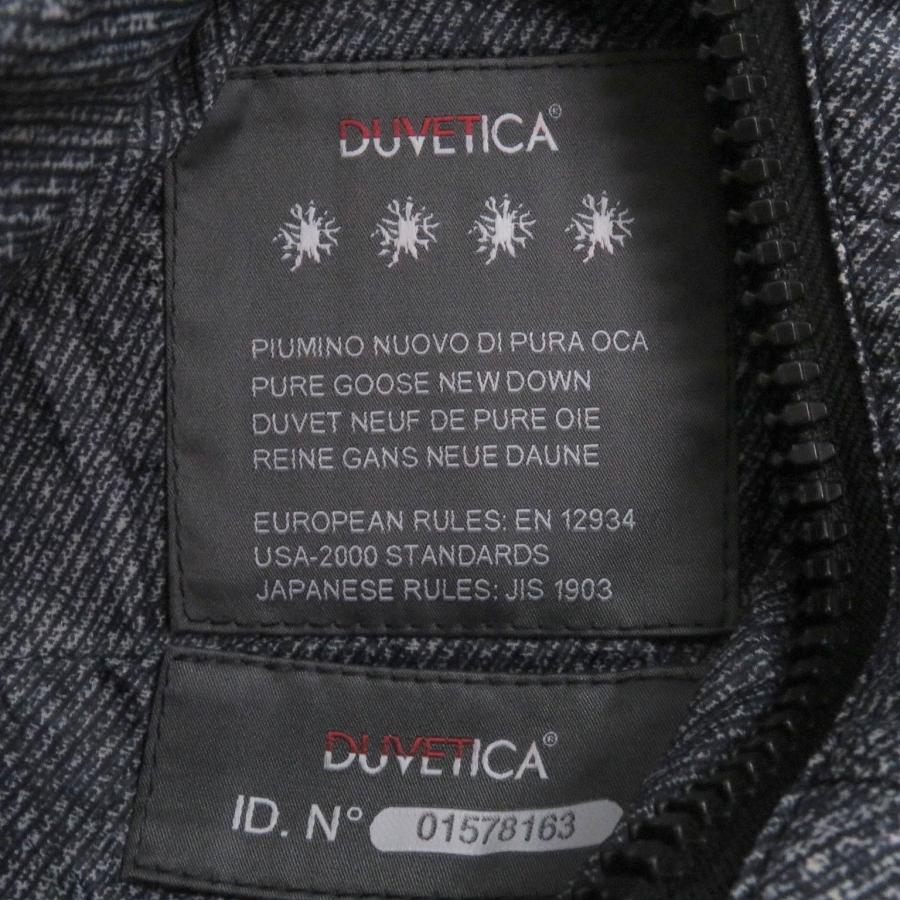 DUVETICA®
PIUMINO NUOVO DI PURA OCA
PURE GOOSE NEW DOWN
DUVET NEUF DE PURE OIE
REINE GANS NEUE DAUNE
EUROPEAN RULES: EN 12934
USA-2000 STANDARDS
JAPANESE RULES: JIS 1903
DUVETICA®
ID. N° 01578163